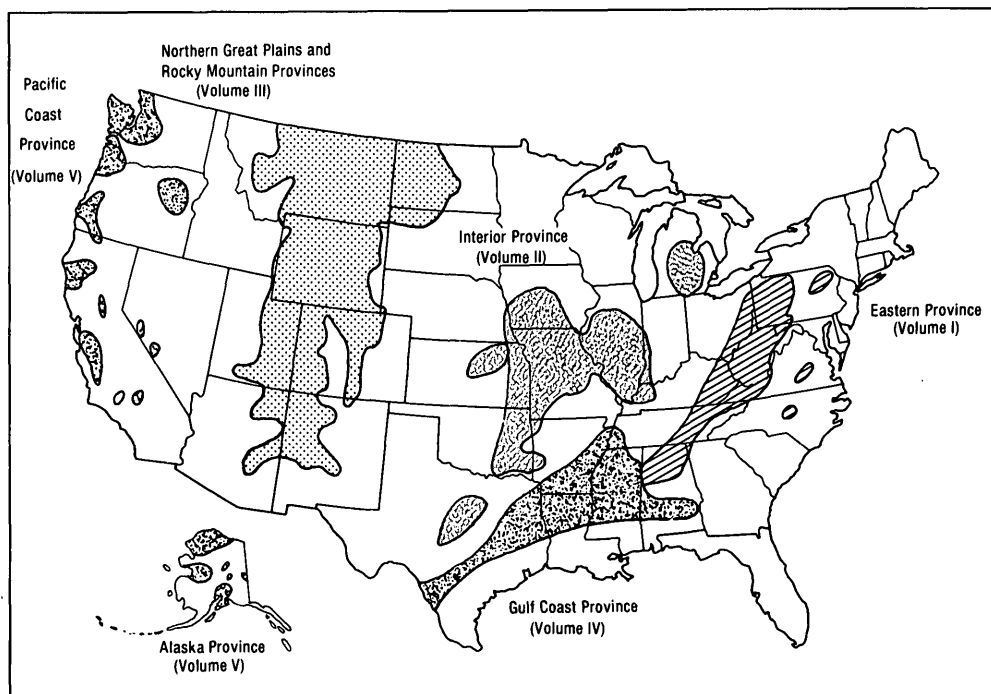 Northern Great Plains and
Rocky Mountain Provinces
(Volume III)
Pacific
Coast
Province
(Volume V)
Interior Province
(Volume II)
Eastern Province
(Volume I)
Gulf Coast Province
(Volume IV)
Alaska Province
(Volume V)